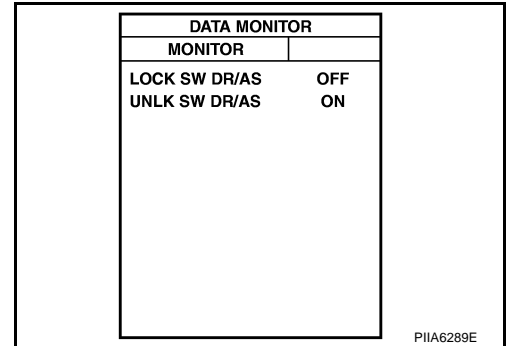 DATA MONITOR
MONITOR
LOCK SW DR/AS OFF
UNLK SW DR/AS ON
PIIA6289E